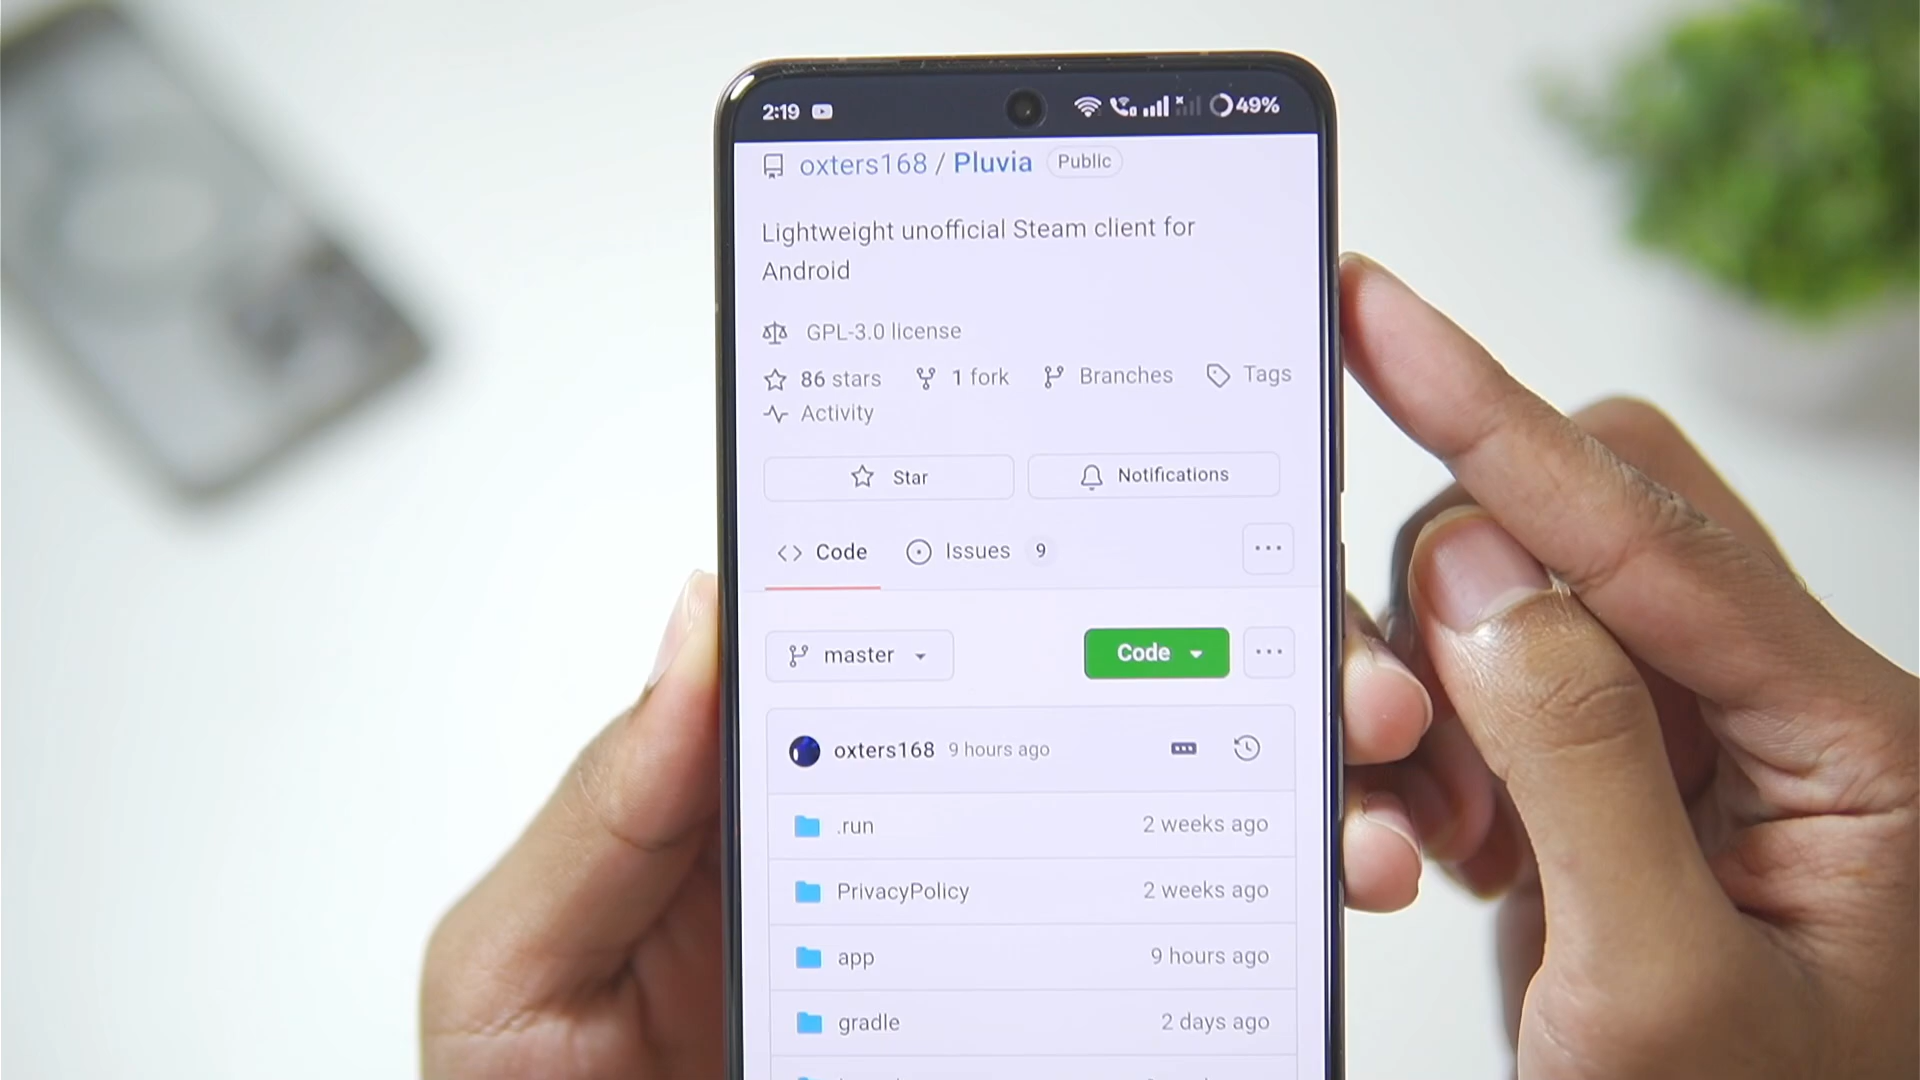 2:19 49%
oxters168 / Pluvia Public
Lightweight unofficial Steam client for
Android
GPL-3.0 license
86 stars 1 fork Branches Tags
Activity
Star Notifications
Code Issues 9
master Code
oxters168 9 hours ago
.run 2 weeks ago
PrivacyPolicy 2 weeks ago
app 9 hours ago
gradle 2 days ago